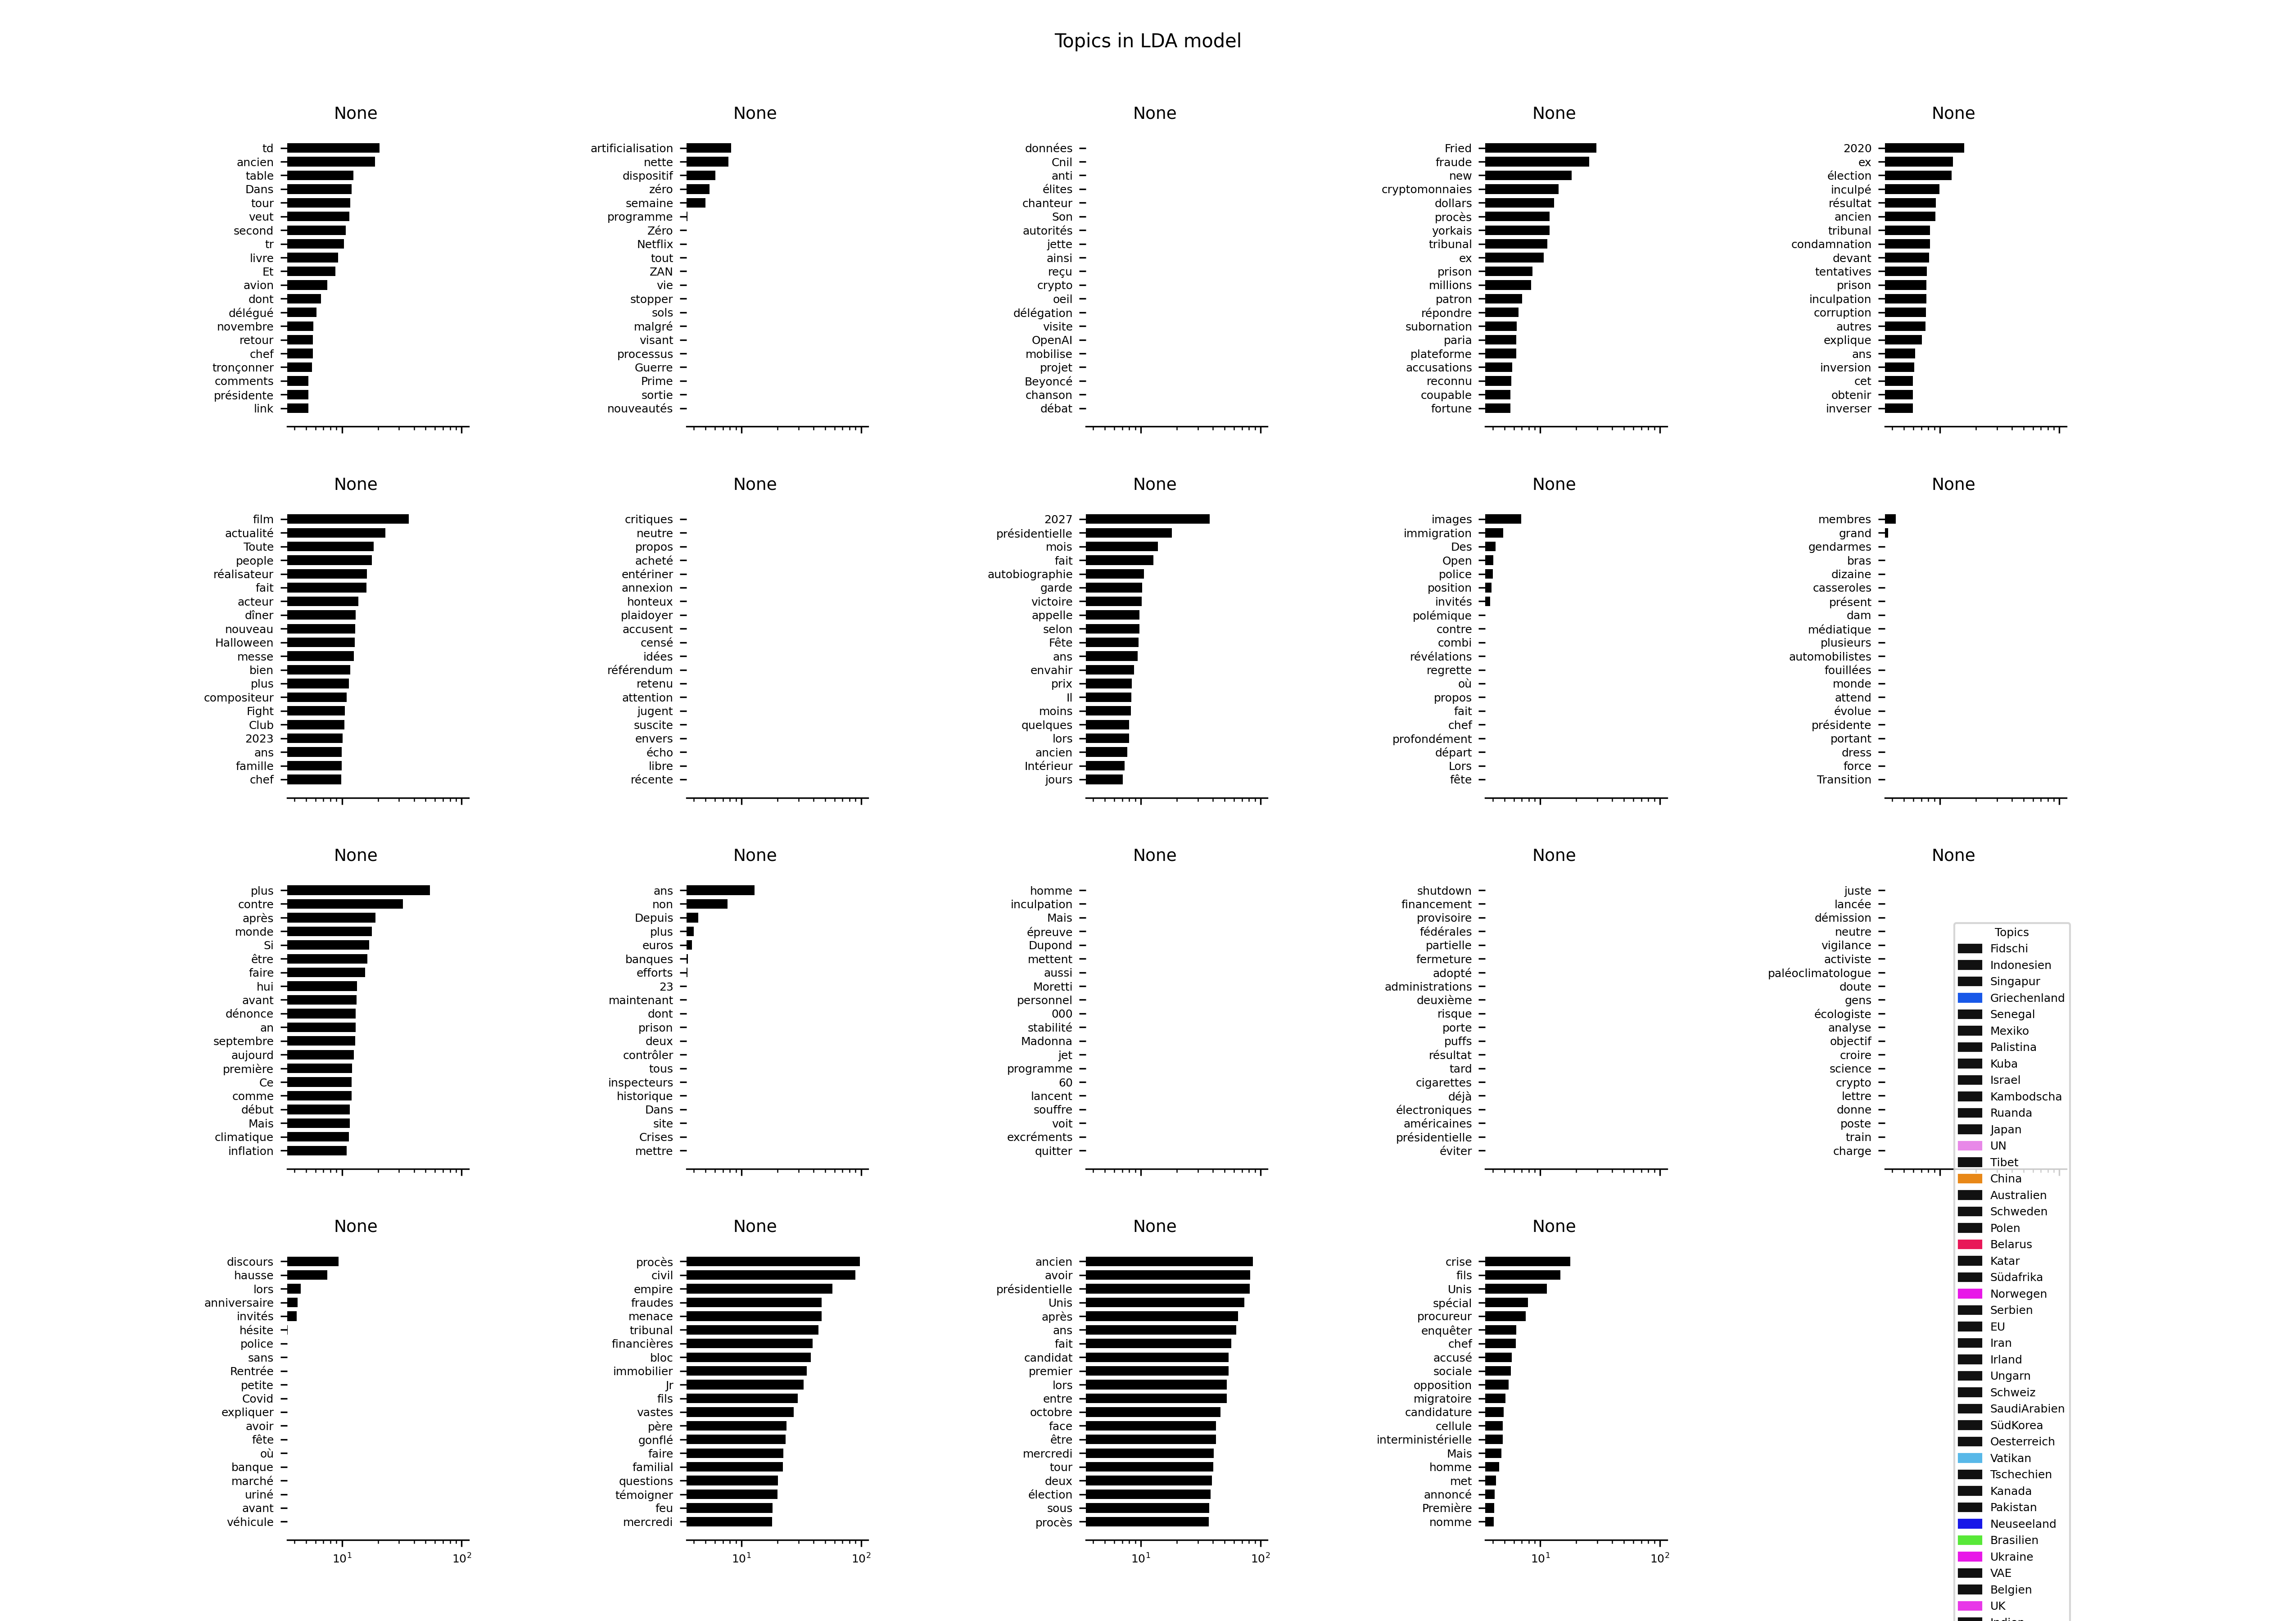 Topics in LDA model
None
td
ancien
table
Dans
tour
veut
second
tr
livre
Et
avion
dont
délégué
novembre
retour
chef
tronçonner
comments
présidente
link
None
artificialisation
nette
dispositif
zéro
semaine
programme
Zéro
Netflix
tout
ZAN
vie
stopper
sols
malgré
visant
processus
Guerre
Prime
sortie
nouveautés
None
données
Cnil
anti
élites
chanteur
Son
autorités
jette
ainsi
reçu
crypto
oeil
délégation
visite
OpenAI
mobilise
projet
Beyoncé
chanson
débat
None
Fried
fraude
new
cryptomonnaies
dollars
procès
yorkais
tribunal
ex
prison
millions
patron
répondre
subornation
paria
plateforme
accusations
reconnu
coupable
fortune
None
2020
ex
élection
inculpé
résultat
ancien
tribunal
condamnation
devant
tentatives
prison
inculpation
corruption
autres
explique
ans
inversion
cet
obtenir
inverser
None
film
actualité
Toute
people
réalisateur
fait
acteur
dîner
nouveau
Halloween
messe
bien
plus
compositeur
Fight
Club
2023
ans
famille
chef
None
critiques
neutre
propos
acheté
entériner
annexion
honteux
plaidoyer
accusent
censé
idées
référendum
retenu
attention
jugent
suscite
envers
écho
libre
récente
None
2027
présidentielle
mois
fait
autobiographie
garde
victoire
appelle
selon
Fête
ans
envahir
prix
Il
moins
quelques
lors
ancien
Intérieur
jours
None
images
immigration
Des
Open
police
position
invités
polémique
contre
combi
révélations
regrette
où
propos
fait
chef
profondément
départ
Lors
fête
None
membres
grand
gendarmes
bras
dizaine
casseroles
présent
dam
médiatique
plusieurs
automobilistes
fouillées
monde
attend
évolue
présidente
portant
dress
force
Transition
None
plus
contre
après
monde
Si
être
faire
hui
avant
dénonce
an
septembre
aujourd
première
Ce
comme
début
Mais
climatique
inflation
None
ans
non
Depuis
plus
euros
banques
efforts
23
maintenant
dont
prison
deux
contrôler
tous
inspecteurs
historique
Dans
site
Crises
mettre
None
homme
inculpation
Mais
épreuve
Dupond
mettent
aussi
Moretti
personnel
000
stabilité
Madonna
jet
programme
60
lancent
souffre
voit
excréments
quitter
None
shutdown
financement
provisoire
fédérales
partielle
fermeture
adopté
administrations
deuxième
risque
porte
puffs
résultat
tard
cigarettes
déjà
électroniques
américaines
présidentielle
éviter
None
juste
lancée
démission
neutre
vigilance
activiste
paléoclimatologue
doute
gens
écologiste
analyse
objectif
croire
science
crypto
lettre
donne
poste
train
charge
None
discours
hausse
lors
anniversaire
invités
hésite
police
sans
Rentrée
petite
Covid
expliquer
avoir
fête
où
banque
marché
uriné
avant
véhicule
10¹ 10²
None
procès
civil
empire
fraudes
menace
tribunal
financières
bloc
immobilier
Jr
fils
vastes
père
gonflé
faire
familial
questions
témoigner
feu
mercredi
10¹ 10²
None
ancien
avoir
présidentielle
Unis
après
ans
fait
candidat
premier
lors
entre
octobre
face
être
mercredi
tour
deux
élection
sous
procès
10¹ 10²
None
crise
fils
Unis
spécial
procureur
enquêter
chef
accusé
sociale
opposition
migratoire
candidature
cellule
interministérielle
Mais
homme
met
annoncé
Première
nomme
10¹ 10²
Topics
Fidschi
Indonesien
Singapur
Griechenland
Senegal
Mexiko
Palistina
Kuba
Israel
Kambodscha
Ruanda
Japan
UN
Tibet
China
Australien
Schweden
Polen
Belarus
Katar
Südafrika
Norwegen
Serbien
EU
Iran
Irland
Ungarn
Schweiz
SaudiArabien
SüdKorea
Oesterreich
Vatikan
Tschechien
Kanada
Pakistan
Neuseeland
Brasilien
Ukraine
VAE
Belgien
UK